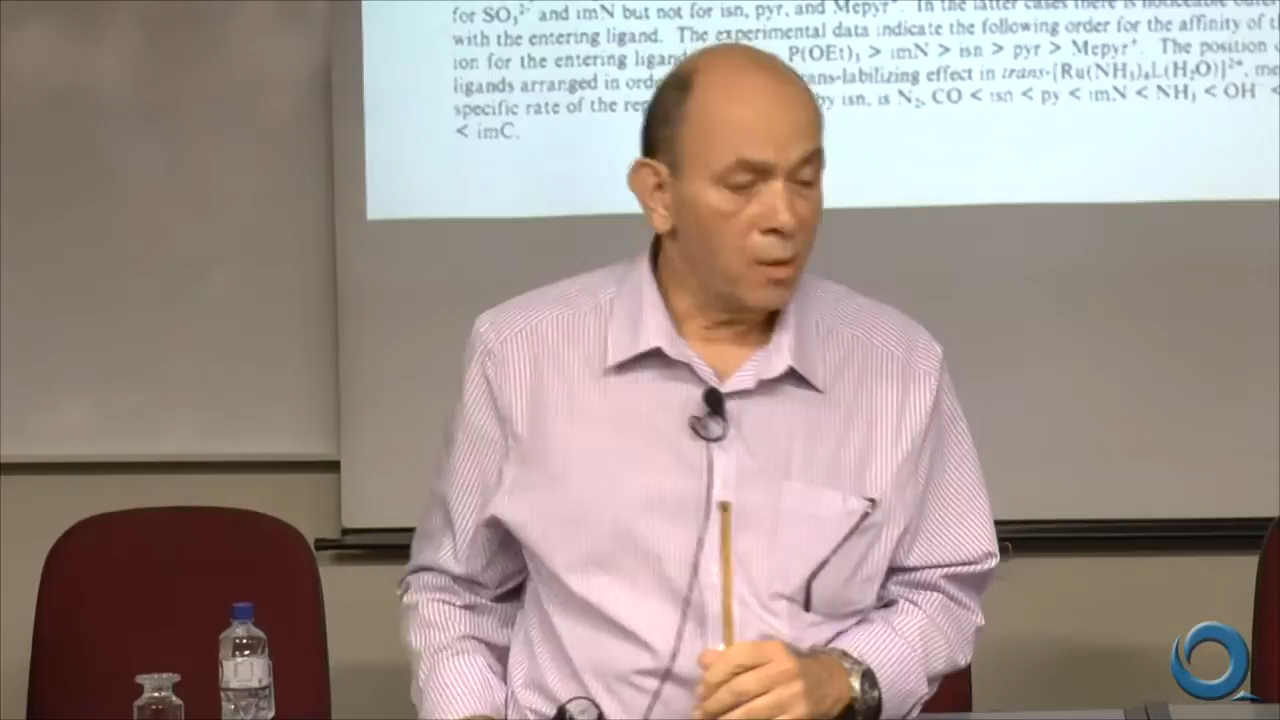 for SO₃²⁻ and imN but not for isn, pyr, and Mepyr⁺. In the latter cases there is noticeable
with the entering ligand. The experimental data indicate the following order for the affinity of
ion for the entering ligand P(OEt)₃ > imN > isn > pyr > Mepyr⁺. The position
ligands arranged in trans-labilizing effect in trans-[Ru(NH₃)₄L(H₂O)]²⁺,
specific rate of the by isn, is N₂, CO < isn < py < imN < NH₃ < OH⁻ <
< imC.